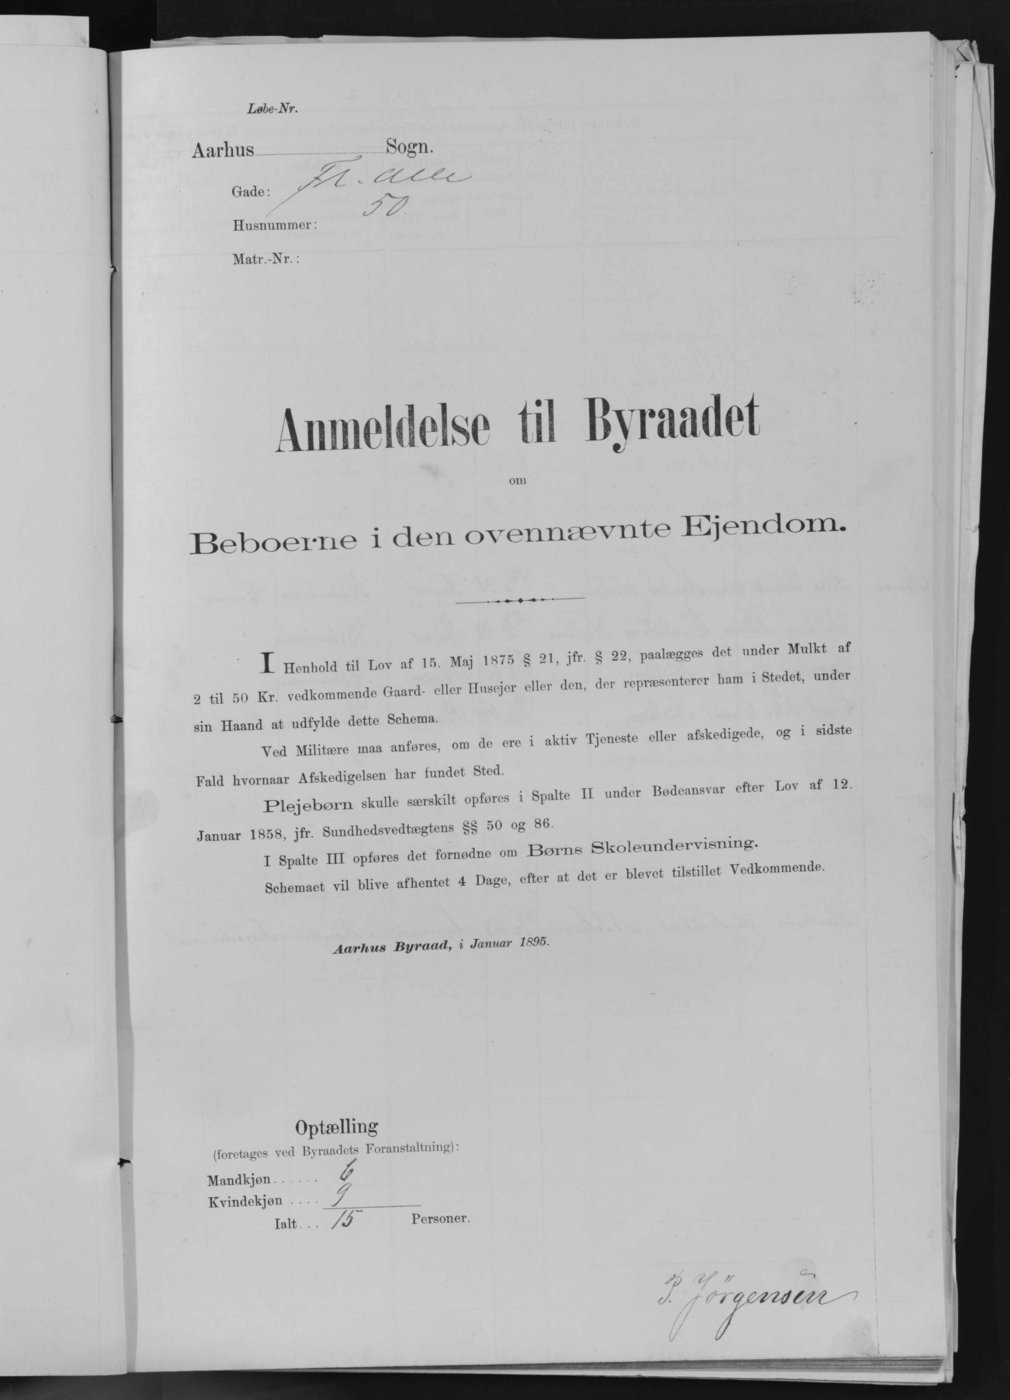 Løbe-Nr.
Aarhus Sogn.
Gade: Fr. Alle
Husnummer: 50
Matr.-Nr.:
Anmeldelse til Byraadet
om
Beboerne i den ovennævnte Ejendom.
I Henhold til Lov af 15. Maj 1875 § 21, jfr. § 22, paalægges det under Mulkt af
2 til 50 Kr. vedkommende Gaard- eller Husejer eller den, der repræsenterer ham i Stedet, under
sin Haand at udfylde dette Schema.
Ved Militære maa anføres, om de ere i aktiv Tjeneste eller afskedigede, og i sidste
Fald hvornaar Afskedigelsen har fundet Sted.
Plejebørn skulle særskilt opføres i Spalte II under Bødeansvar efter Lov af 12.
Januar 1858, jfr. Sundhedsvedtægtens §§ 50 og 86.
I Spalte III opføres det fornødne om Børns Skoleundervisning.
Schemaet vil blive afhentet 4 Dage, efter at det er blevet tilstillet Vedkommende.
Aarhus Byraad, i Januar 1895.
Optælling
(foretages ved Byraadets Foranstaltning):
Mandkjøn...... 6
Kvindekjøn .... 9
Ialt... 15 Personer.
P. Jörgensen